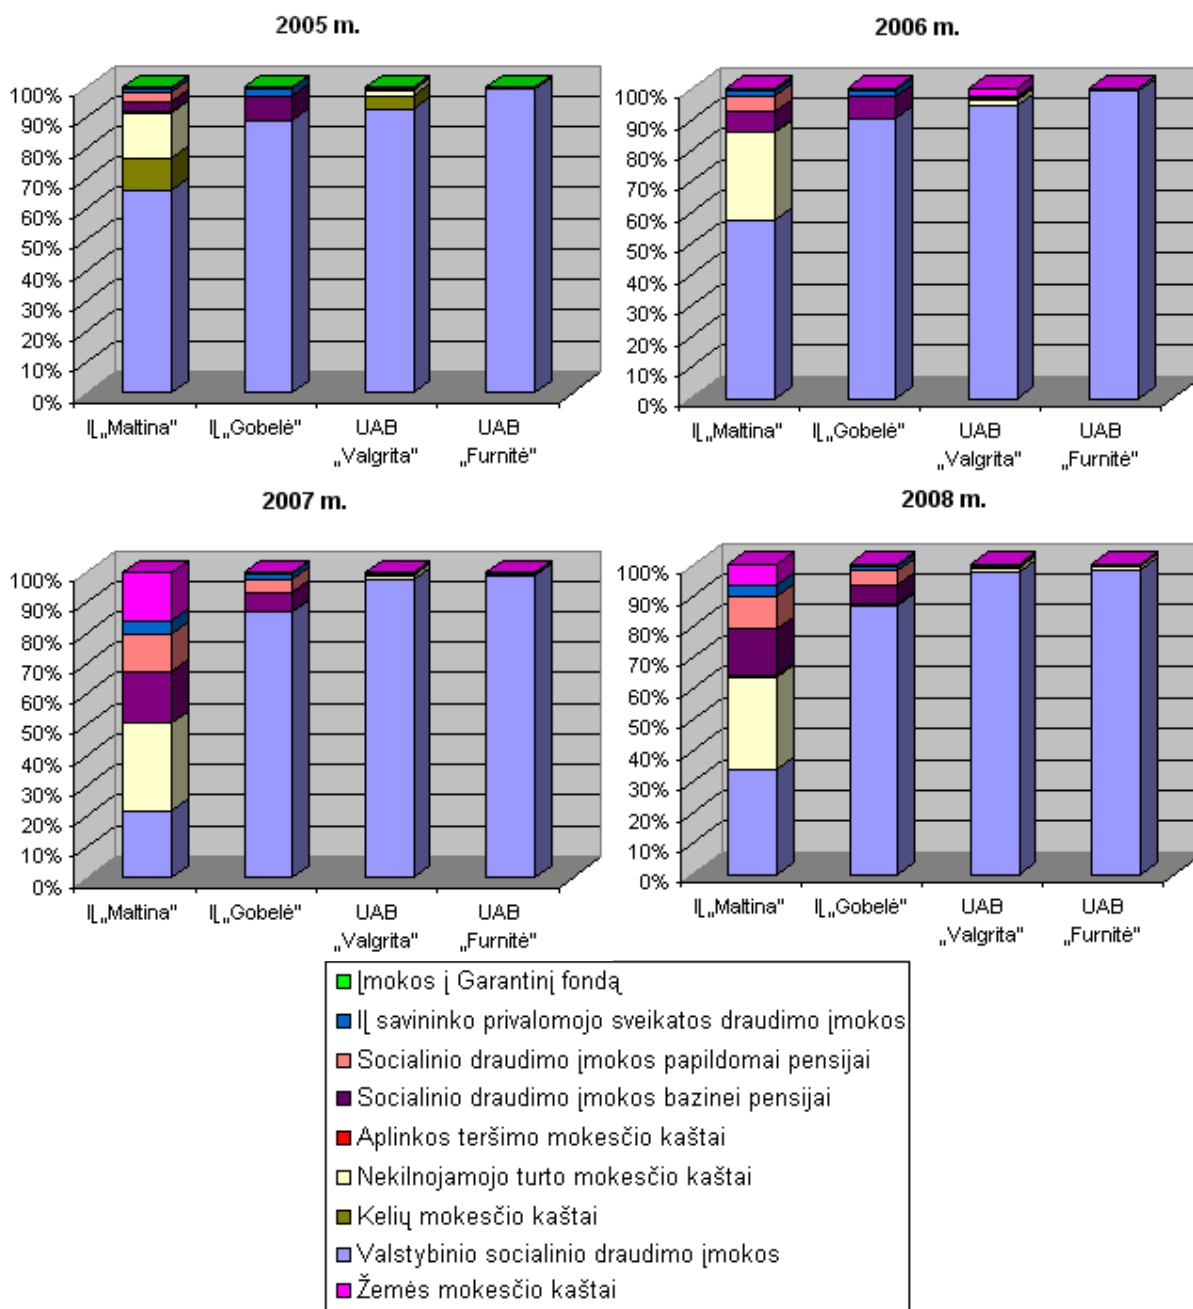 2005 m.
100%
90%
80%
70%
60%
50%
40%
30%
20%
10%
0%
IĮ „Maltina"
IĮ „Gobelė"
UAB
„Valgrita"
UAB
„Furnitė"
2006 m.
100%
90%
80%
70%
60%
50%
40%
30%
20%
10%
0%
IĮ „Maltina"
IĮ „Gobelė"
UAB
„Valgrita"
UAB
„Furnitė"
2007 m.
100%
90%
80%
70%
60%
50%
40%
30%
20%
10%
0%
IĮ „Maltina"
IĮ „Gobelė"
UAB
„Valgrita"
UAB
„Furnitė"
2008 m.
100%
90%
80%
70%
60%
50%
40%
30%
20%
10%
0%
IĮ „Maltina"
IĮ „Gobelė"
UAB
„Valgrita"
UAB
„Furnitė"
Įmokos į Garantinį fondą
IĮ savininko privalomojo sveikatos draudimo įmokos
Socialinio draudimo įmokos papildomai pensijai
Socialinio draudimo įmokos bazinei pensijai
Aplinkos teršimo mokesčio kaštai
Nekilnojamojo turto mokesčio kaštai
Kelių mokesčio kaštai
Valstybinio socialinio draudimo įmokos
Žemės mokesčio kaštai